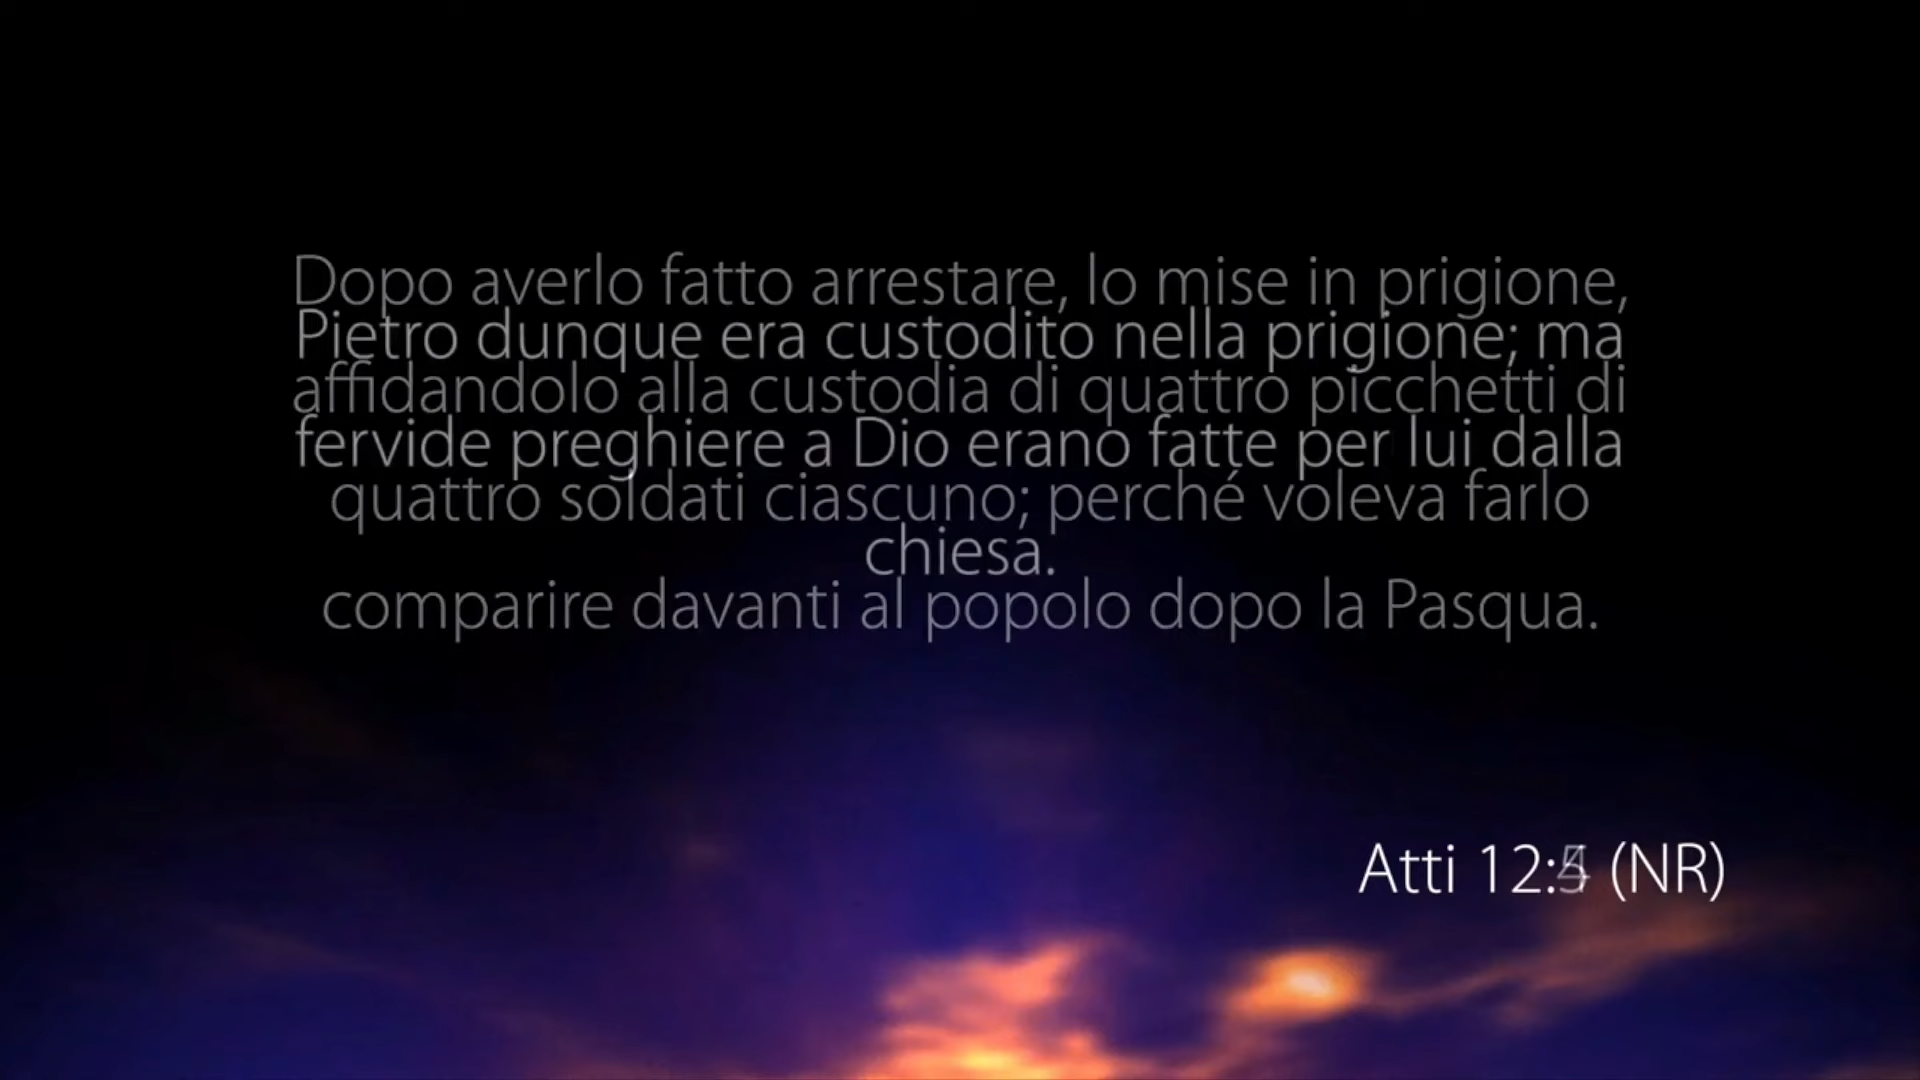 Dopo averlo fatto arrestare, lo mise in prigione,
Pietro dunque era custodito nella prigione; ma
affidandolo alla custodia di quattro picchetti di
fervide preghiere a Dio erano fatte per lui dalla
quattro soldati ciascuno; perché voleva farlo
chiesa.
comparire davanti al popolo dopo la Pasqua.
Atti 12: (NR)